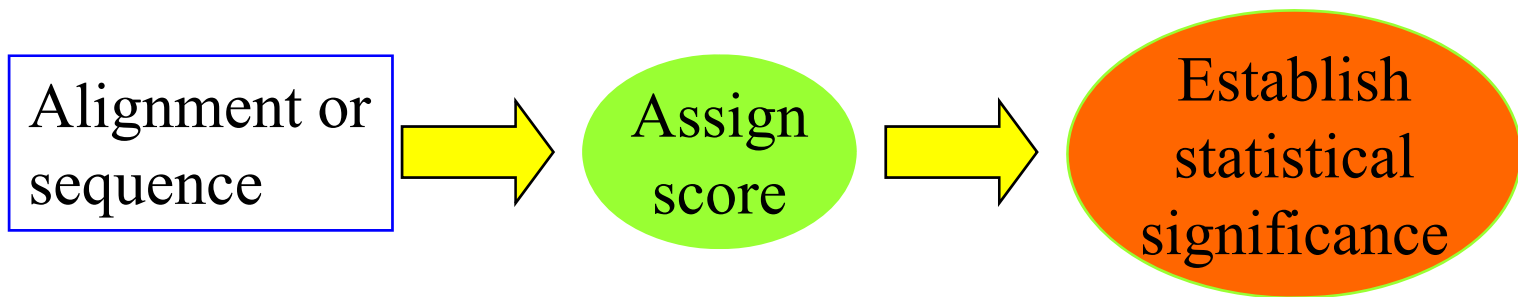 Alignment or
sequence
Assign
score
Establish
statistical
significance